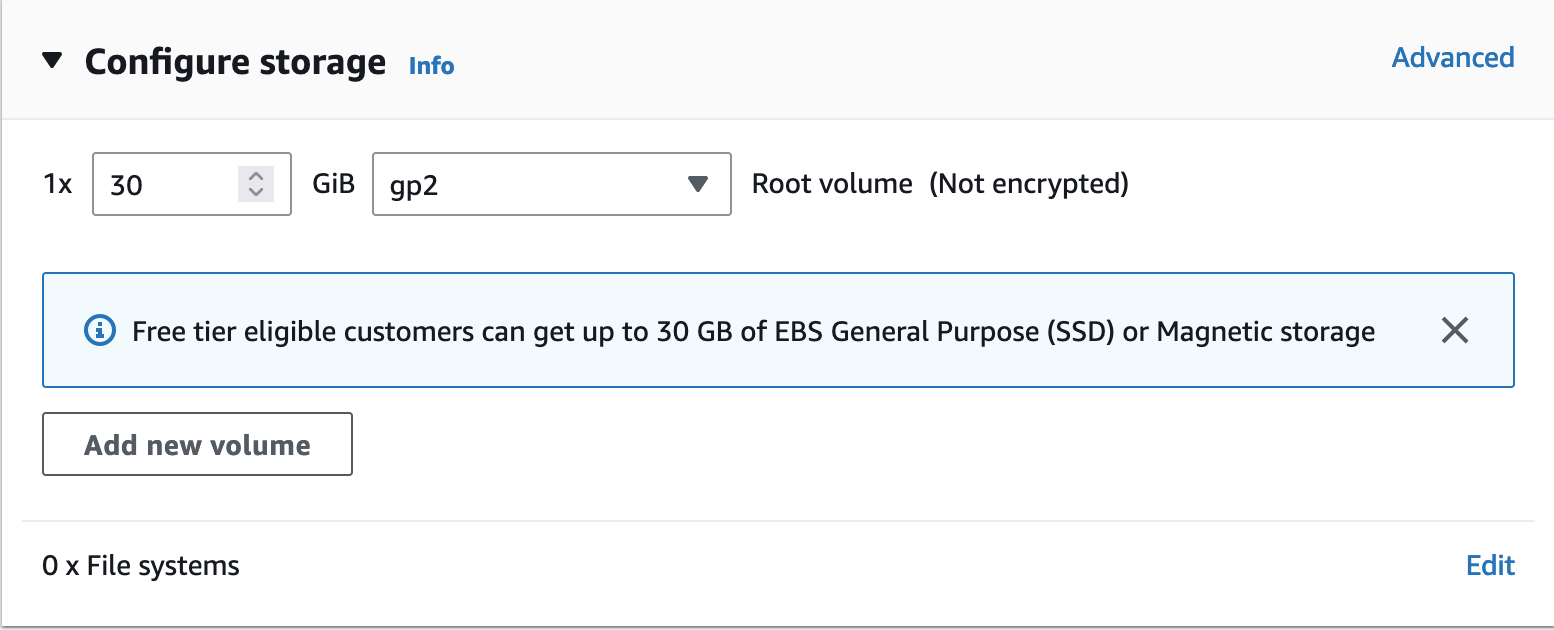 Configure storage Info Advanced
1x 30 GiB gp2 Root volume (Not encrypted)
Free tier eligible customers can get up to 30 GB of EBS General Purpose (SSD) or Magnetic storage
Add new volume
0 x File systems Edit